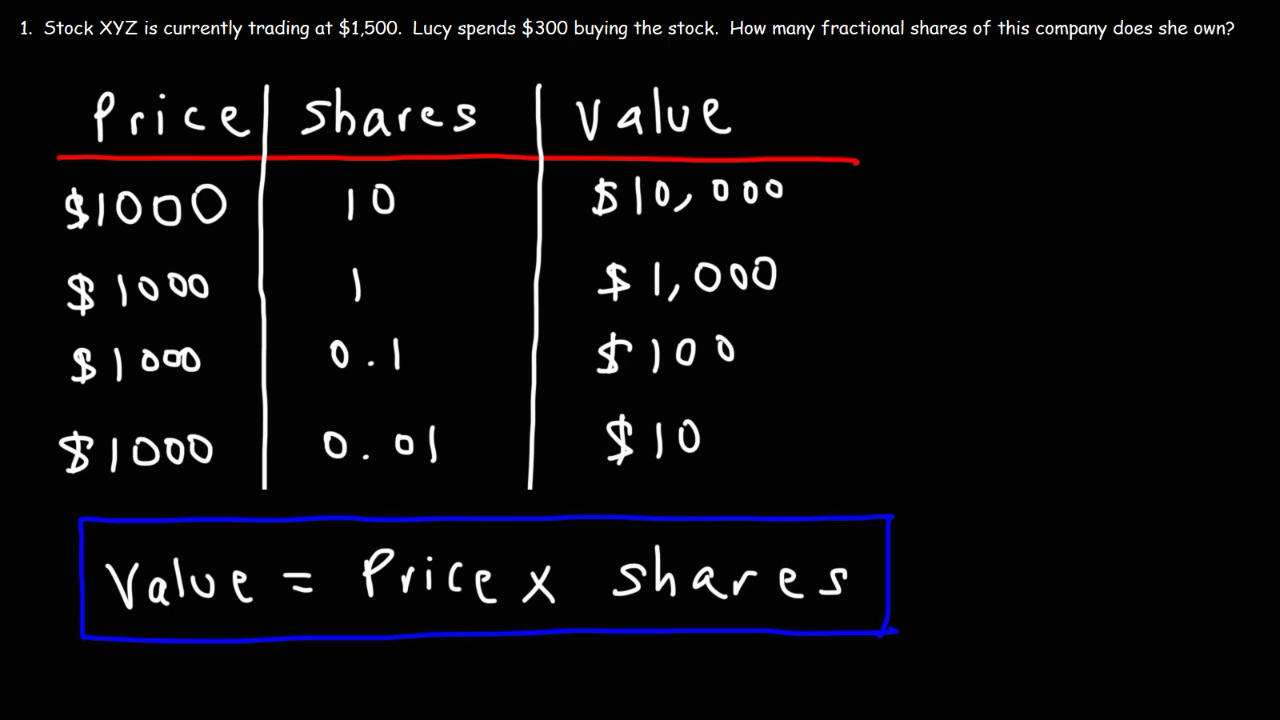 1. Stock XYZ is currently trading at $1,500. Lucy spends $300 buying the stock. How many fractional shares of this company does she own?
Price shares Value
$1000 10 $10,000
$1000 1 $1,000
$1000 0.1 $100
$1000 0.01 $10
Value = Price x shares